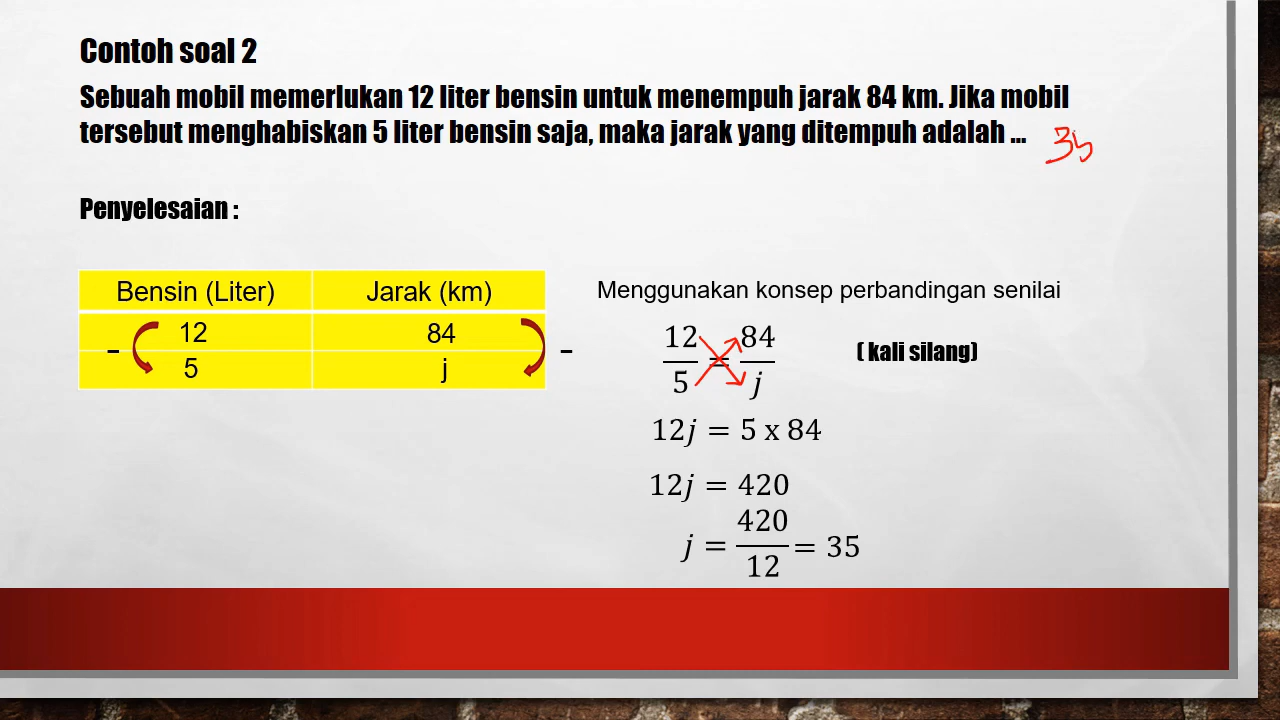 Contoh soal 2
Sebuah mobil memerlukan 12 liter bensin untuk menempuh jarak 84 km. Jika mobil
tersebut menghabiskan 5 liter bensin saja, maka jarak yang ditempuh adalah ... 35
Penyelesaian :
Bensin (Liter) Jarak (km)
12 84
5 j
– –
Menggunakan konsep perbandingan senilai
12/5 = 84/j ( kali silang)
12j = 5 x 84
12j = 420
j = 420/12 = 35